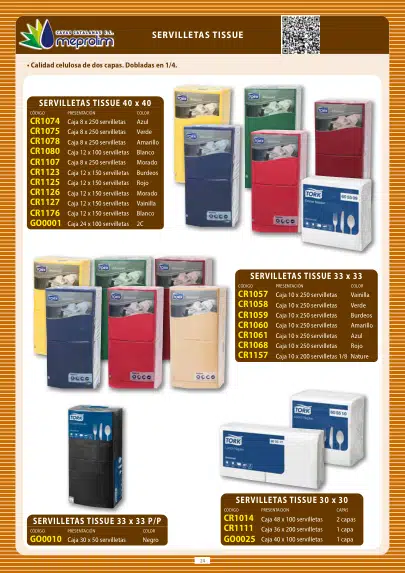 CAPAS CATALANAS S.L.
meprolim
SERVILLETAS TISSUE
• Calidad celulosa de dos capas. Dobladas en 1/4.
SERVILLETAS TISSUE 40 x 40
CÓDIGO PRESENTACIÓN COLOR
CR1074 Caja 8 x 250 servilletas Azul
CR1075 Caja 8 x 250 servilletas Verde
CR1078 Caja 8 x 250 servilletas Amarillo
CR1080 Caja 12 x 100 servilletas Blanco
CR1107 Caja 8 x 250 servilletas Morado
CR1123 Caja 12 x 150 servilletas Burdeos
CR1125 Caja 12 x 150 servilletas Rojo
CR1126 Caja 12 x 150 servilletas Morado
CR1127 Caja 12 x 150 servilletas Vainilla
CR1176 Caja 12 x 150 servilletas Blanco
GO0001 Caja 24 x 100 servilletas 2C
TORK
SERVILLETAS TISSUE 33 x 33
CÓDIGO PRESENTACIÓN COLOR
CR1057 Caja 10 x 250 servilletas Vainilla
CR1058 Caja 10 x 250 servilletas Verde
CR1059 Caja 10 x 250 servilletas Burdeos
CR1060 Caja 10 x 250 servilletas Amarillo
CR1061 Caja 10 x 250 servilletas Azul
CR1068 Caja 10 x 250 servilletas Rojo
CR1157 Caja 10 x 200 servilletas 1/8 Nature
TORK
TORK
TORK
SERVILLETAS TISSUE 33 x 33 P/P
CÓDIGO PRESENTACIÓN COLOR
GO0010 Caja 30 x 50 servilletas Negro
SERVILLETAS TISSUE 30 x 30
CÓDIGO PRESENTACIÓN CAPAS
CR1014 Caja 48 x 100 servilletas 2 capas
CR1111 Caja 36 x 200 servilletas 1 capa
GO0025 Caja 40 x 100 servilletas 1 capa
24